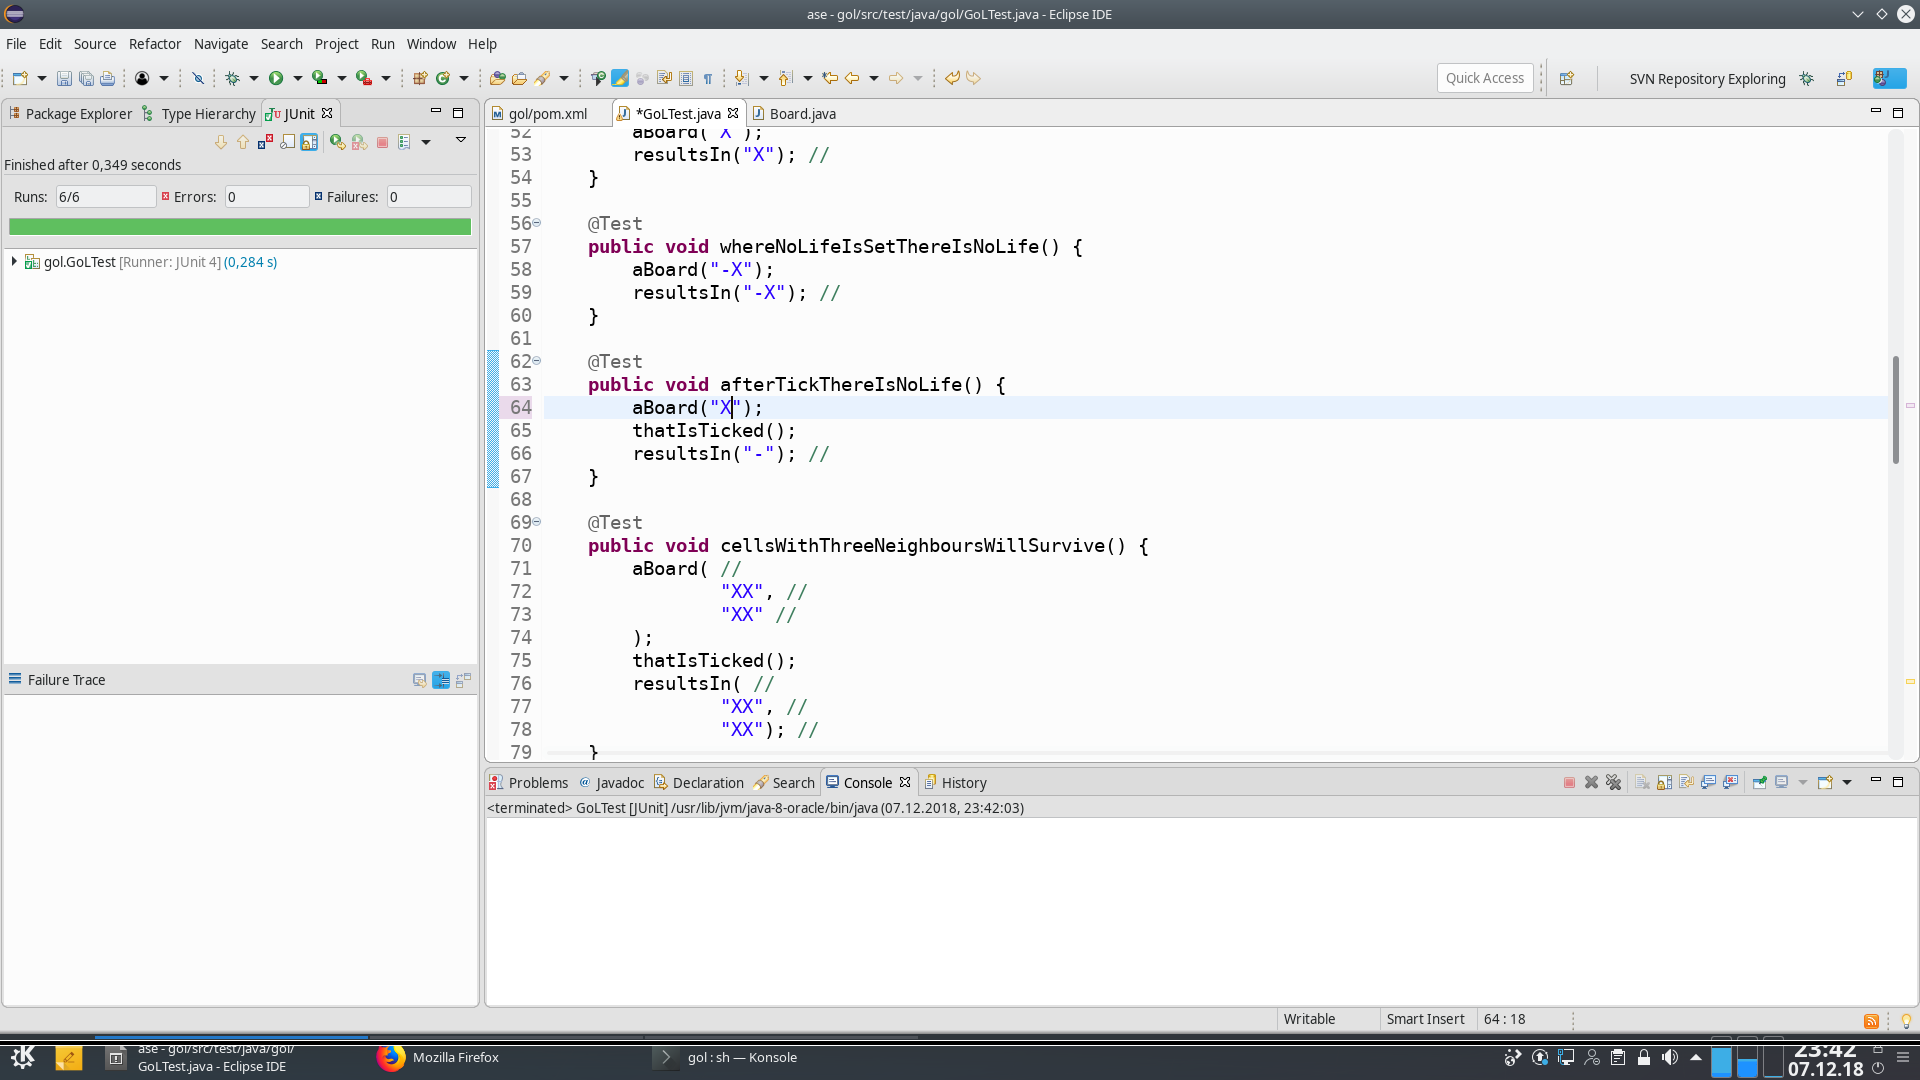 ase - gol/src/test/java/gol/GoLTest.java - Eclipse IDE
File Edit Source Refactor Navigate Search Project Run Window Help
Quick Access
SVN Repository Exploring
Package Explorer Type Hierarchy JUnit
gol/pom.xml *GoLTest.java Board.java
Finished after 0,349 seconds
Runs: 6/6 Errors: 0 Failures: 0
gol.GoLTest [Runner: JUnit 4] (0,284 s)
Failure Trace
52 aBoard("X");
53 resultsIn("X"); //
54 }
55
56 @Test
57 public void whereNoLifeIsSetThereIsNoLife() {
58 aBoard("-X");
59 resultsIn("-X"); //
60 }
61
62 @Test
63 public void afterTickThereIsNoLife() {
64 aBoard("X");
65 thatIsTicked();
66 resultsIn("-"); //
67 }
68
69 @Test
70 public void cellsWithThreeNeighboursWillSurvive() {
71 aBoard( //
72 "XX", //
73 "XX" //
74 );
75 thatIsTicked();
76 resultsIn( //
77 "XX", //
78 "XX"); //
79 }
Problems @ Javadoc Declaration Search Console History
<terminated> GoLTest [JUnit] /usr/lib/jvm/java-8-oracle/bin/java (07.12.2018, 23:42:03)
Writable Smart Insert 64 : 18
ase - gol/src/test/java/gol/
GoLTest.java - Eclipse IDE
Mozilla Firefox
gol : sh — Konsole
23:42
07.12.18